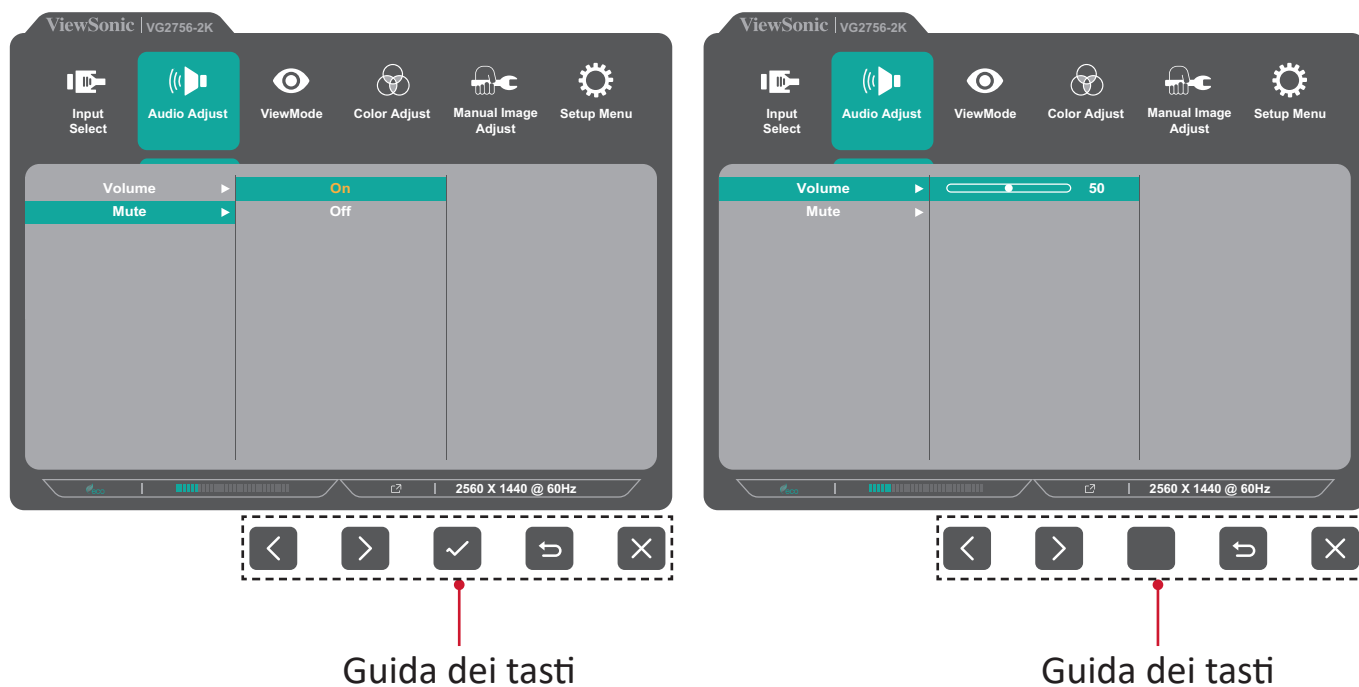 ViewSonic VG2756-2K
Input Select
Audio Adjust
ViewMode
Color Adjust
Manual Image Adjust
Setup Menu
Volume
On
Mute
Off
eco
2560 X 1440 @ 60Hz
Guida dei tasti
ViewSonic VG2756-2K
Input Select
Audio Adjust
ViewMode
Color Adjust
Manual Image Adjust
Setup Menu
Volume
50
Mute
eco
2560 X 1440 @ 60Hz
Guida dei tasti